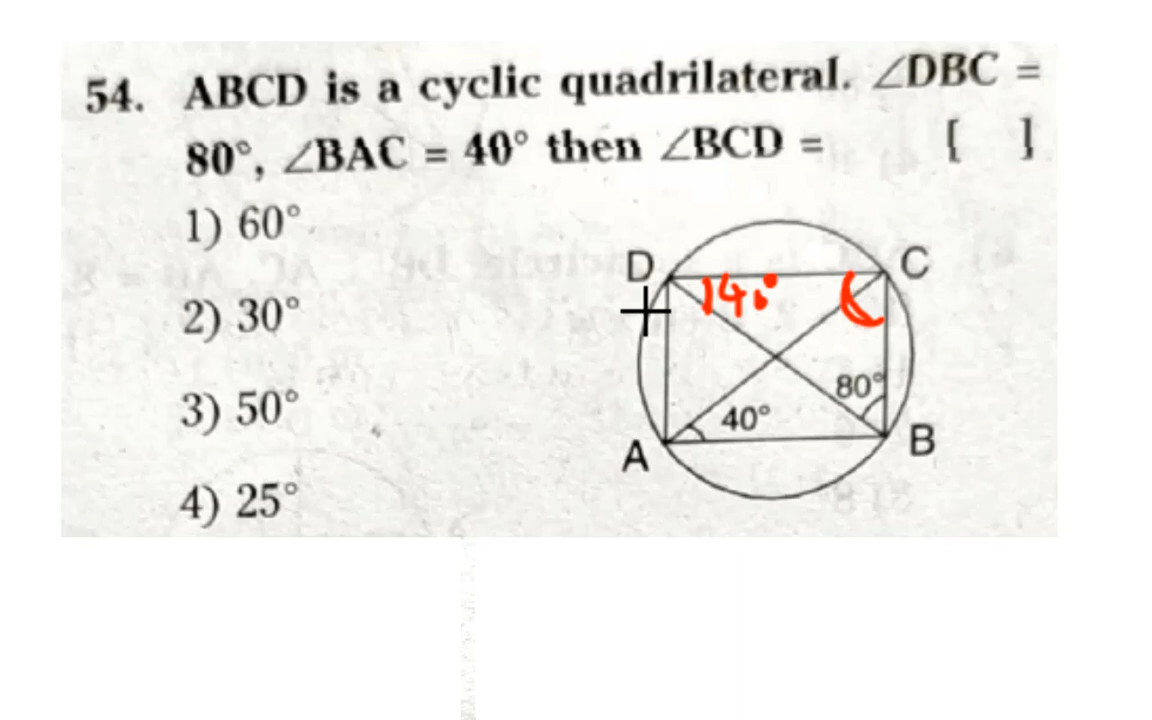 54. ABCD is a cyclic quadrilateral. ∠DBC =
80°, ∠BAC = 40° then ∠BCD = [ ]
1) 60°
2) 30°
3) 50°
4) 25°
D
C
40°
80°
40°
A
B